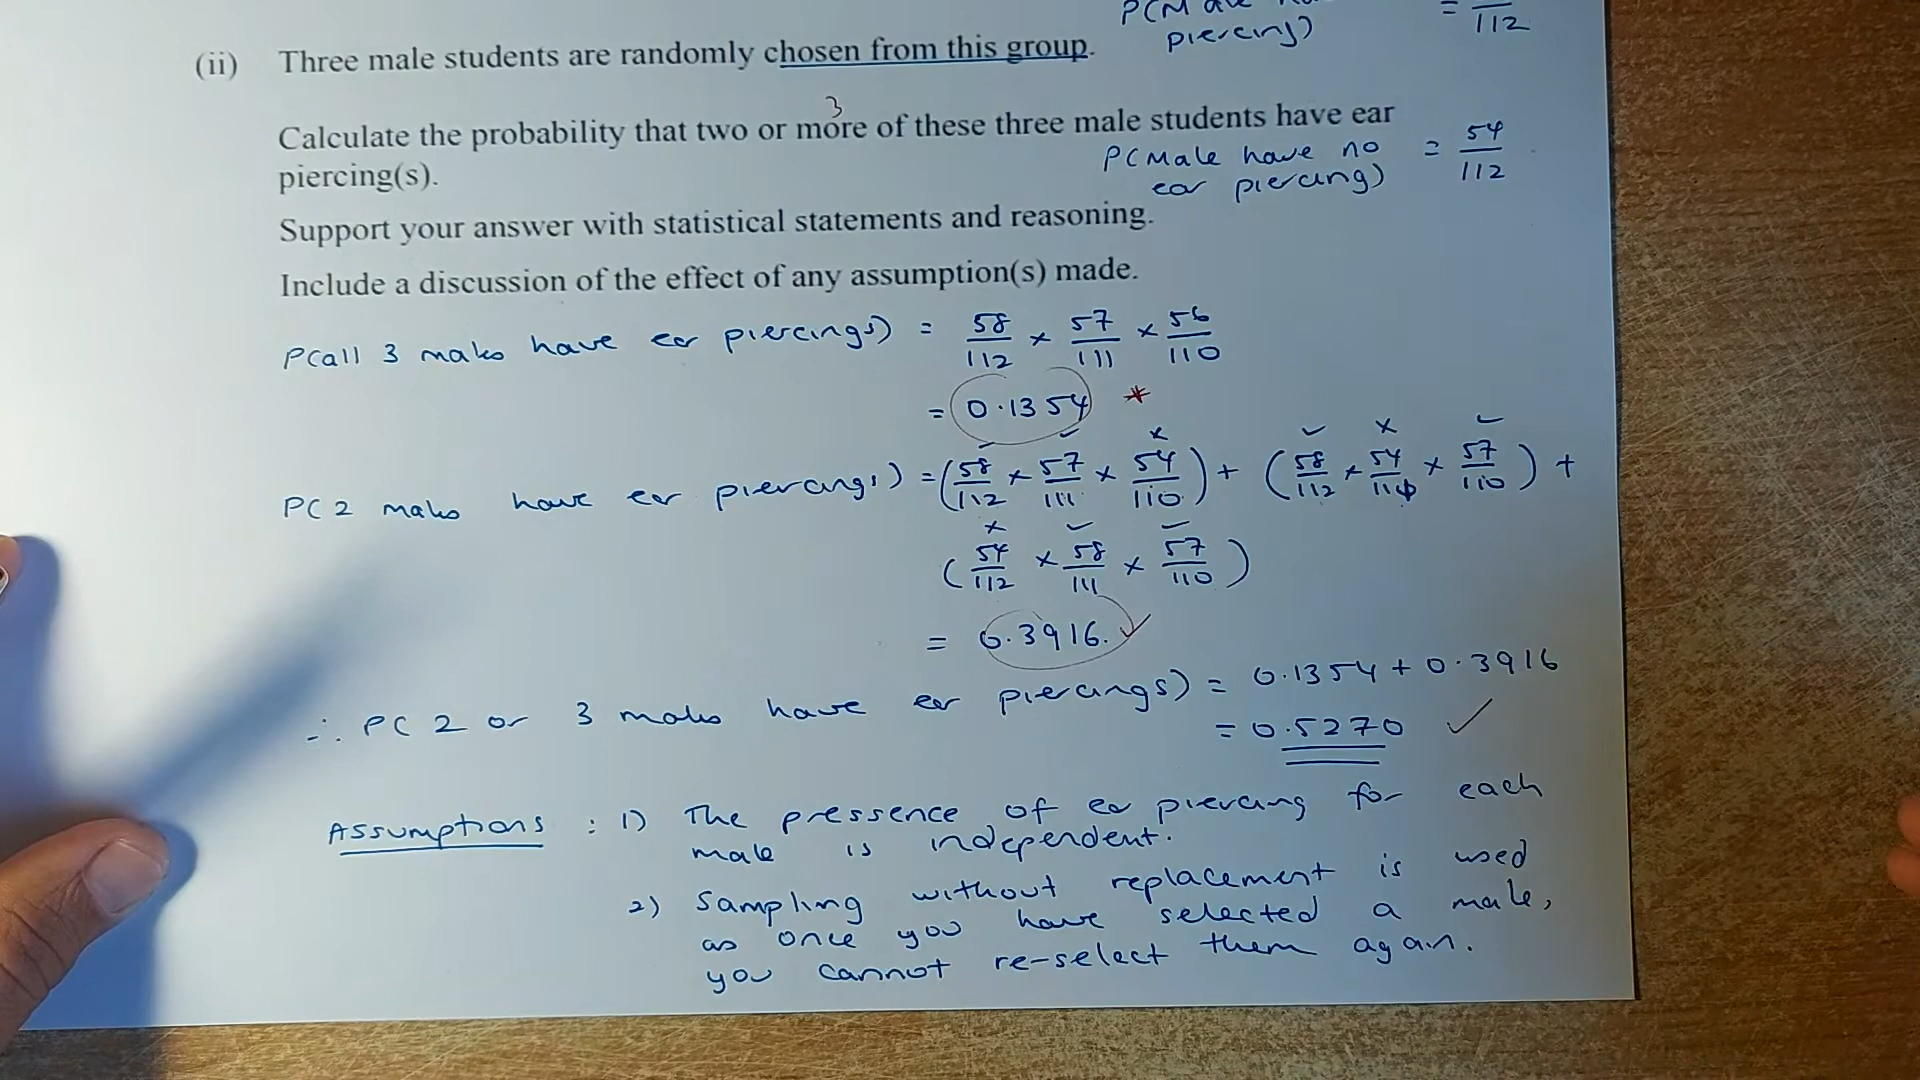 P(Male
piercing) = /112
(ii) Three male students are randomly chosen from this group.
3
Calculate the probability that two or more of these three male students have ear
piercing(s).
P(Male have no
ear piercing) = 54/112
Support your answer with statistical statements and reasoning.
Include a discussion of the effect of any assumption(s) made.
P(all 3 males have ear piercings) = 58/112 × 57/111 × 56/110
= 0.1354 *
P(2 males have ear piercings) = (58/112 × 57/111 × 54/110) + (58/112 × 54/111 × 57/110) +
(54/112 × 58/111 × 57/110)
= 0.3916. ✓
∴ P(2 or 3 males have ear piercings) = 0.1354 + 0.3916
= 0.5270 ✓
Assumptions : 1) The pressence of ear piercing for each
male is independent.
2) Sampling without replacement is used
as once you have selected a male,
you cannot re-select them again.